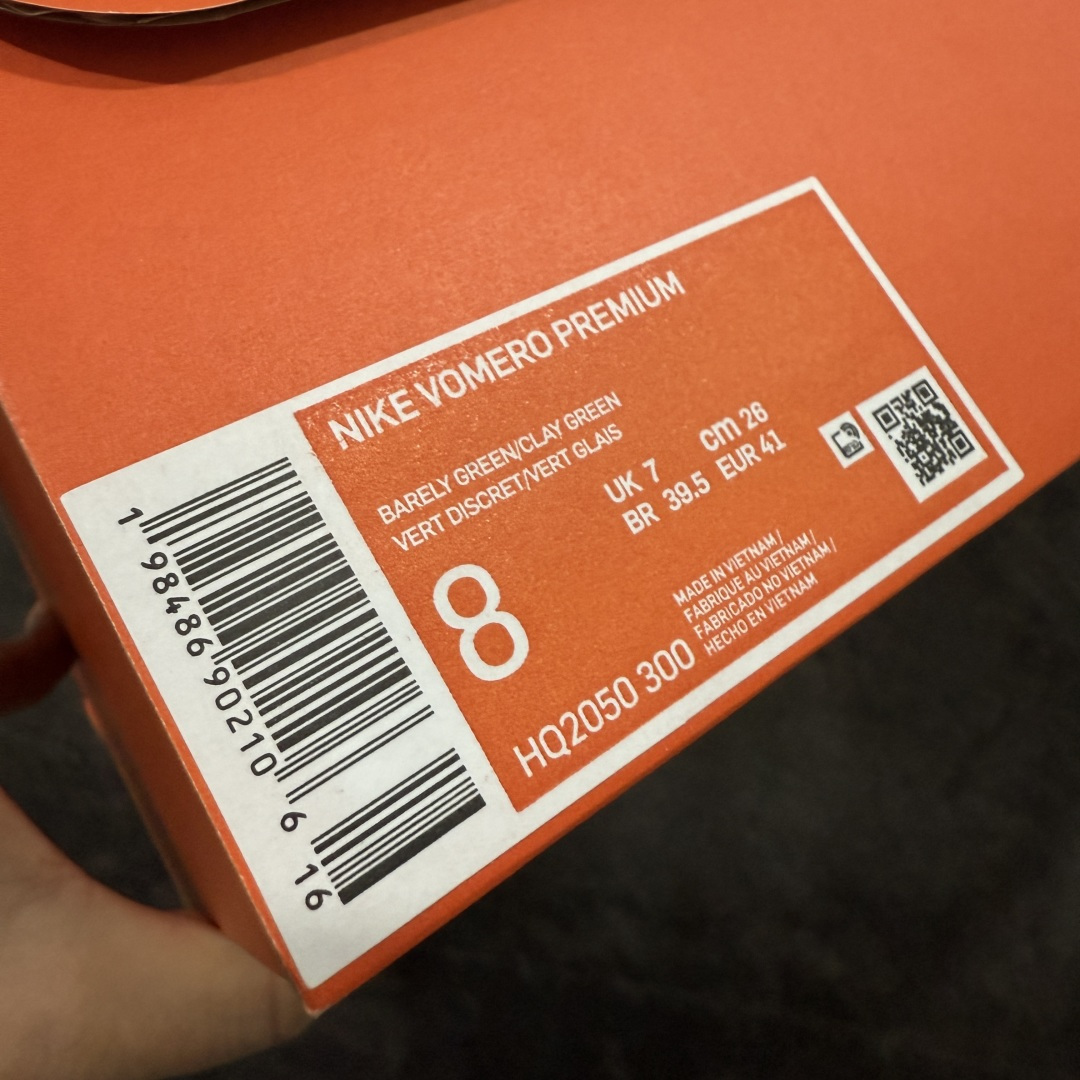 NIKE VOMERO PREMIUM
BARELY GREEN/CLAY GREEN
VERT DISCRET/VERT GLAIS
UK 7 cm 26
BR 39.5 EUR 41
8
MADE IN VIETNAM /
FABRIQUE AU VIETNAM /
FABRICADO NO VIETNAM /
HECHO EN VIETNAM
HQ2050 300
1 98486 90210 6 16